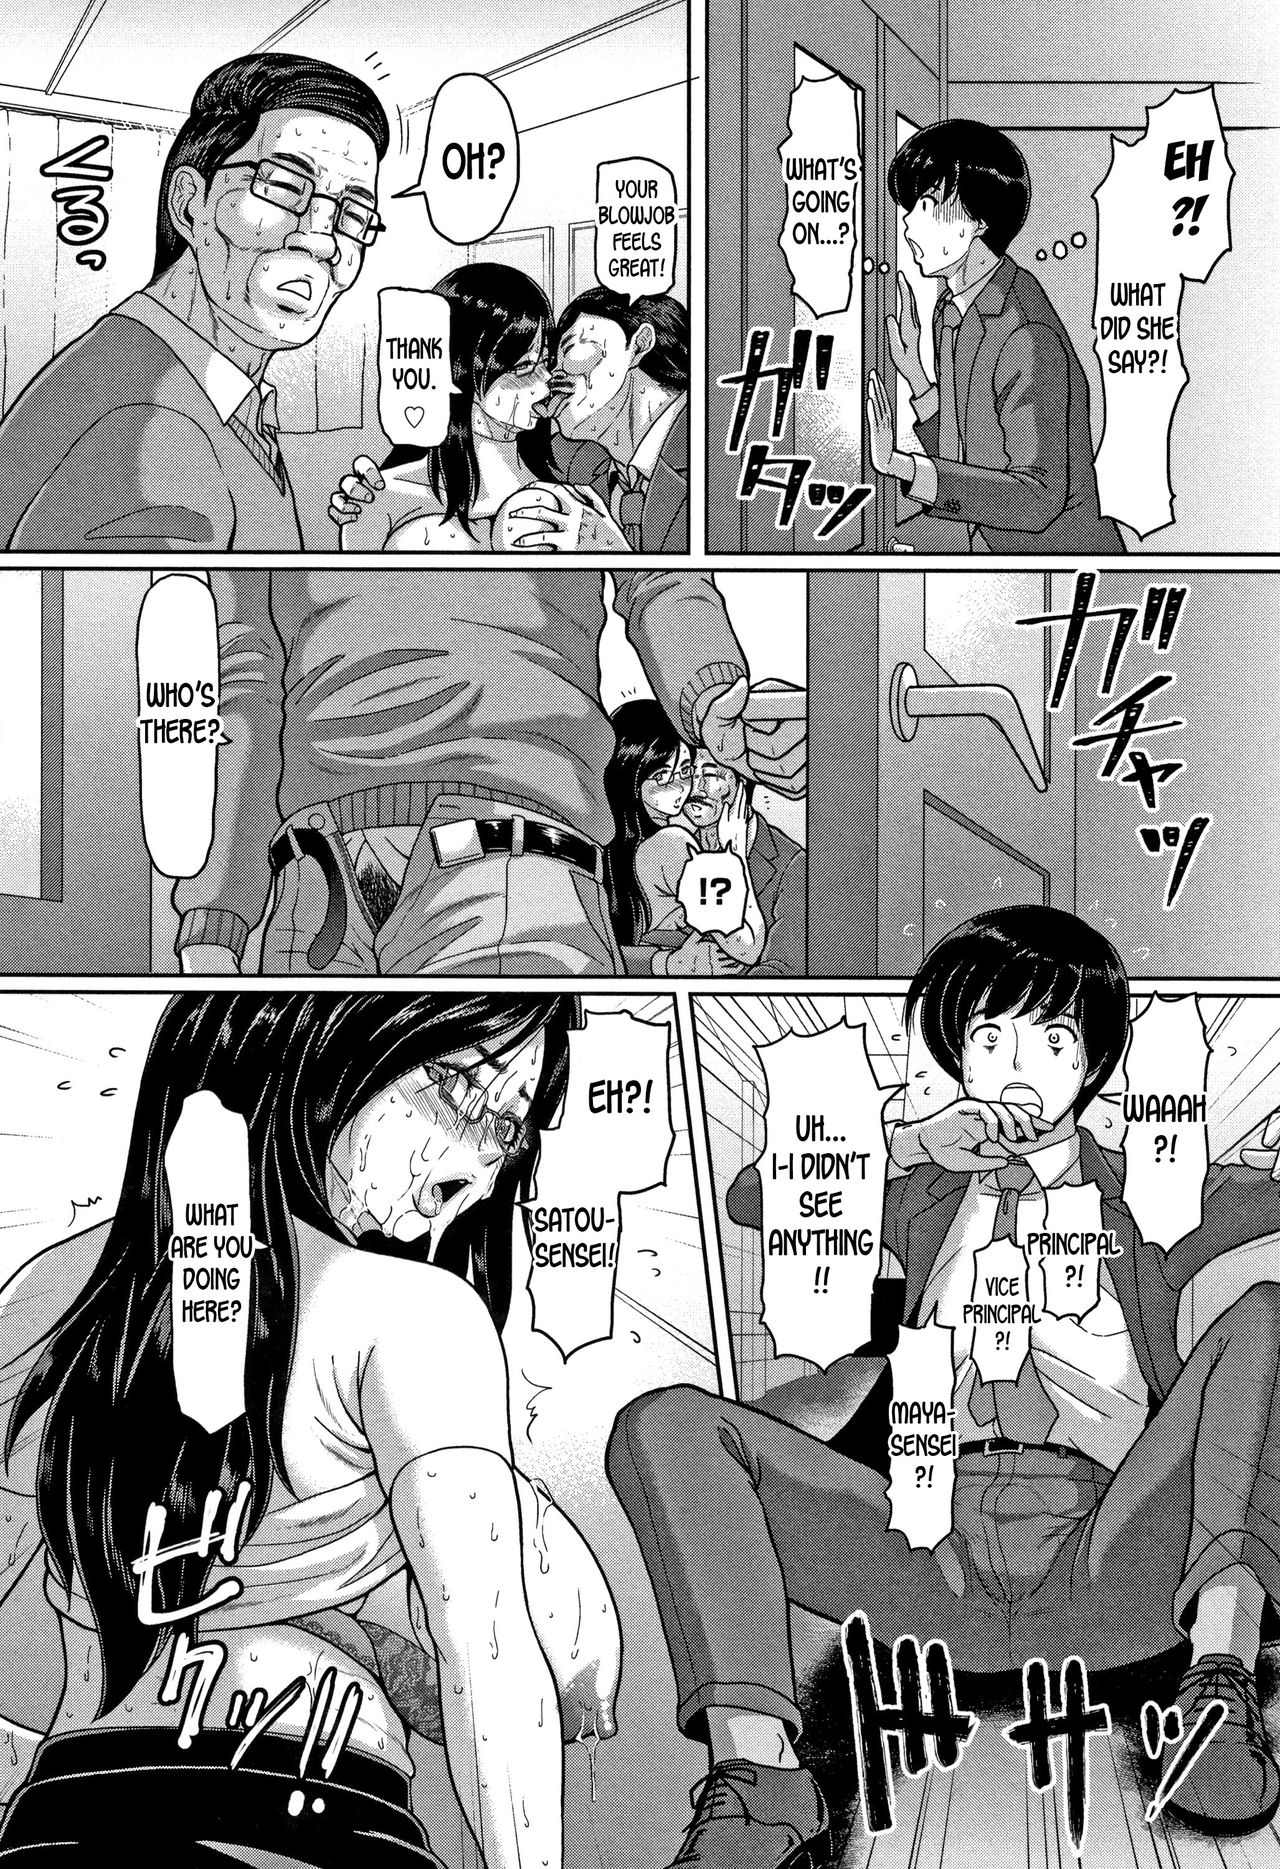 EH
?!
WHAT
DID SHE
SAY?!
WHAT'S
GOING
ON...?
ガタッ
YOUR
BLOWJOB
FEELS
GREAT!
OH?
THANK
YOU.
♡
くるっ
ガチャッ
!?
WHO'S
THERE?
WAAAH
?!
PRINCIPAL
?!
VICE
PRINCIPAL
?!
MAYA-
SENSEI
?!
UH...
I-I DIDN'T
SEE
ANYTHING
!!
ドサッ
EH?!
SATOU-
SENSEI!
WHAT
ARE YOU
DOING
HERE?
ビクッ!!